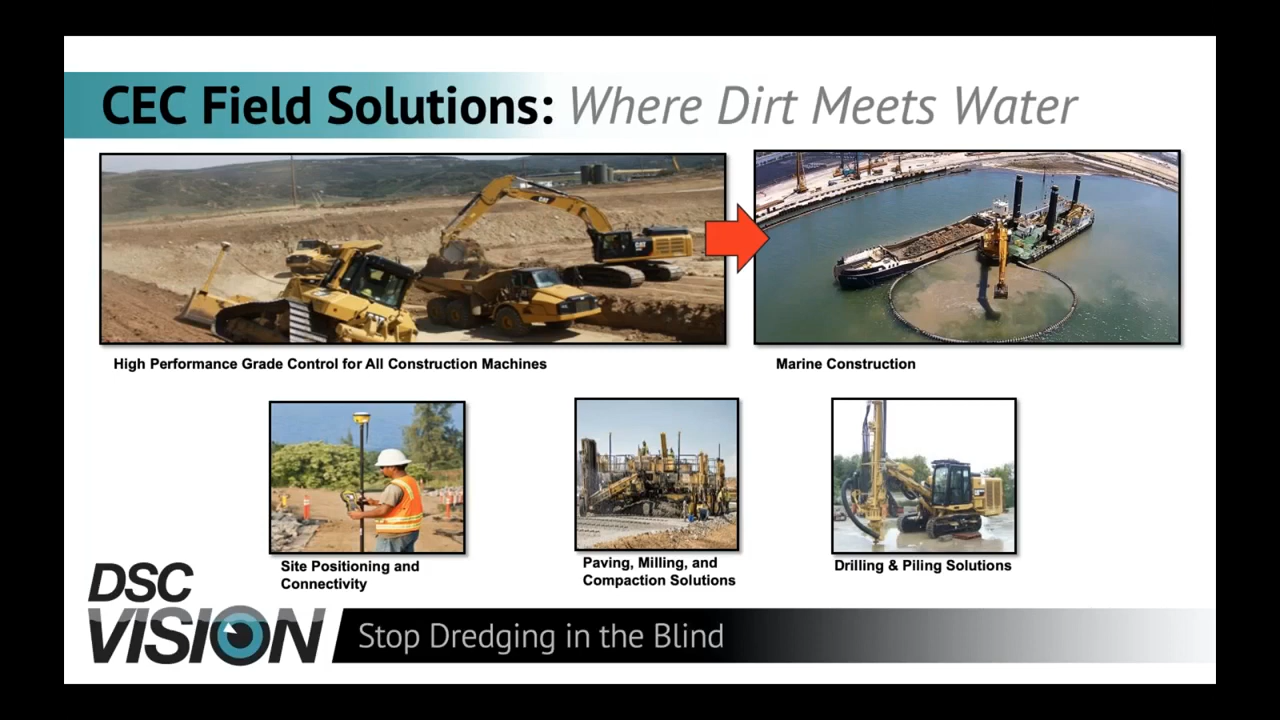 CEC Field Solutions: Where Dirt Meets Water
High Performance Grade Control for All Construction Machines
Marine Construction
Site Positioning and
Connectivity
Paving, Milling, and
Compaction Solutions
Drilling & Piling Solutions
DSC
VISION
Stop Dredging in the Blind